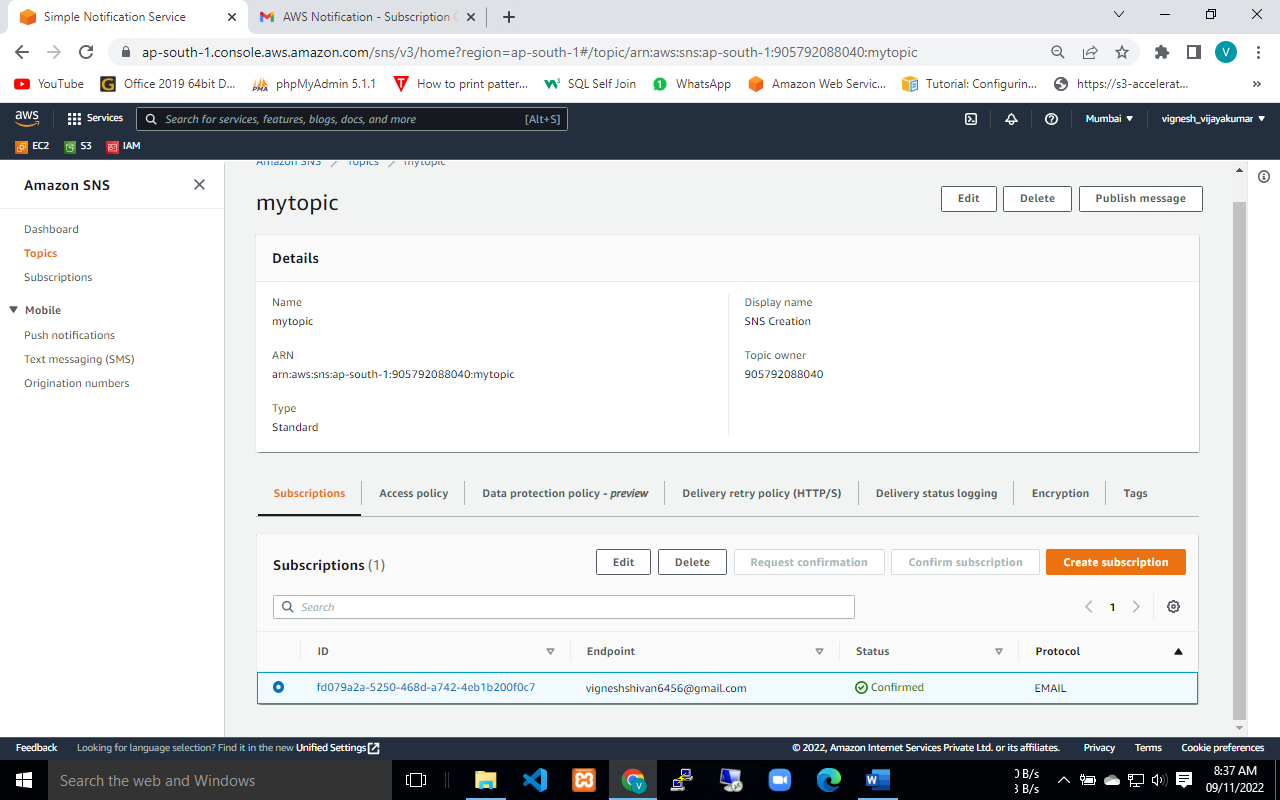 Simple Notification Service
AWS Notification - Subscription C
ap-south-1.console.aws.amazon.com/sns/v3/home?region=ap-south-1#/topic/arn:aws:sns:ap-south-1:905792088040:mytopic
V
YouTube
Office 2019 64bit D...
phpMyAdmin 5.1.1
How to print patter...
SQL Self Join
WhatsApp
Amazon Web Servic...
Tutorial: Configurin...
https://s3-accelerat...
»
aws
Services
Search for services, features, blogs, docs, and more
[Alt+S]
Mumbai
vignesh_vijayakumar
EC2
S3
IAM
Amazon SNS
Dashboard
Topics
Subscriptions
Mobile
Push notifications
Text messaging (SMS)
Origination numbers
Amazon SNS
Topics
mytopic
mytopic
Edit
Delete
Publish message
Details
Name
mytopic
ARN
arn:aws:sns:ap-south-1:905792088040:mytopic
Type
Standard
Display name
SNS Creation
Topic owner
905792088040
Subscriptions
Access policy
Data protection policy - preview
Delivery retry policy (HTTP/S)
Delivery status logging
Encryption
Tags
Subscriptions (1)
Edit
Delete
Request confirmation
Confirm subscription
Create subscription
Search
1
ID
Endpoint
Status
Protocol
fd079a2a-5250-468d-a742-4eb1b200f0c7
vigneshshivan6456@gmail.com
Confirmed
EMAIL
Feedback
Looking for language selection? Find it in the new Unified Settings
© 2022, Amazon Internet Services Private Ltd. or its affiliates.
Privacy
Terms
Cookie preferences
Search the web and Windows
B/s
B/s
8:37 AM
09/11/2022